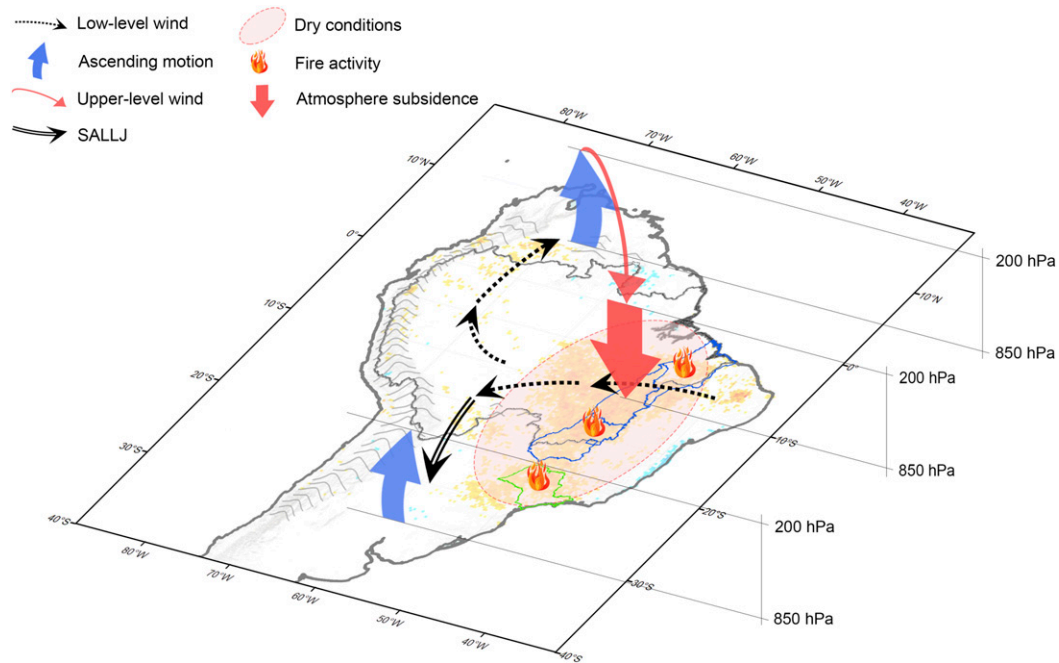 Low-level wind
Dry conditions
Ascending motion
Fire activity
Upper-level wind
Atmosphere subsidence
SALLJ
80°W
70°W
60°W
50°W
40°W
10°N
0°
10°S
20°S
30°S
40°S
200 hPa
10°N
850 hPa
0°
200 hPa
10°S
850 hPa
20°S
200 hPa
30°S
850 hPa
40°S
80°W
70°W
60°W
50°W
40°W